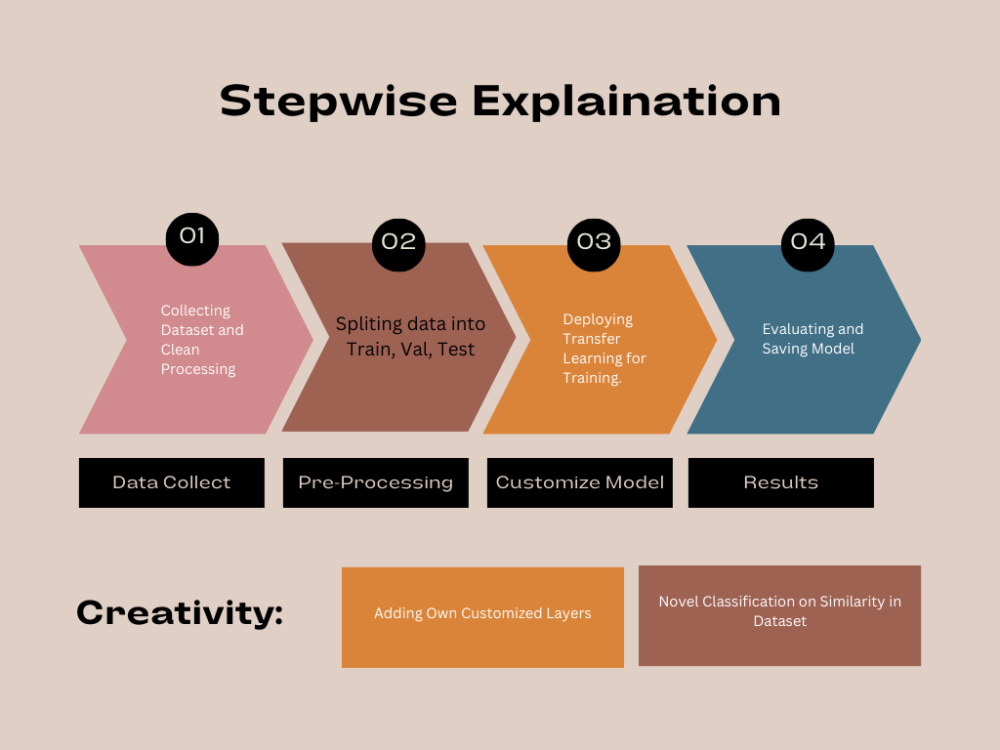 Stepwise Explaination
01
02
03
04
Collecting
Dataset and
Clean
Processing
Spliting data into
Train, Val, Test
Deploying
Transfer
Learning for
Training.
Evaluating and
Saving Model
Data Collect
Pre-Processing
Customize Model
Results
Creativity:
Adding Own Customized Layers
Novel Classification on Similarity in
Dataset